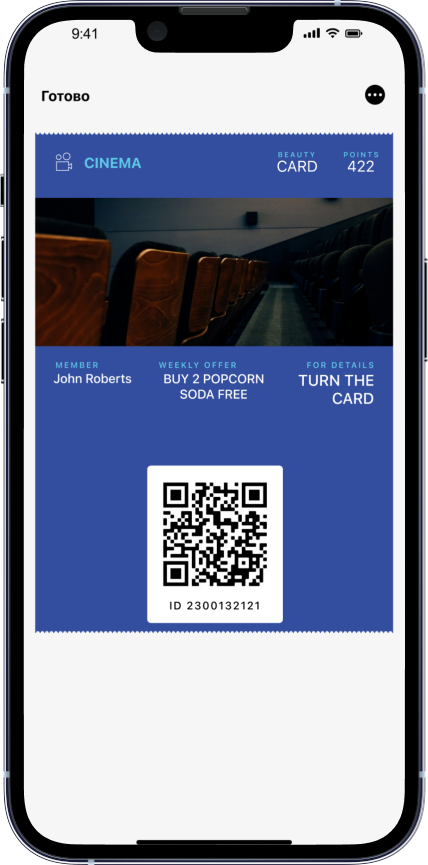 9:41
Готово
CINEMA
BEAUTY
CARD
POINTS
422
MEMBER
John Roberts
WEEKLY OFFER
BUY 2 POPCORN
SODA FREE
FOR DETAILS
TURN THE
CARD
ID 2300132121